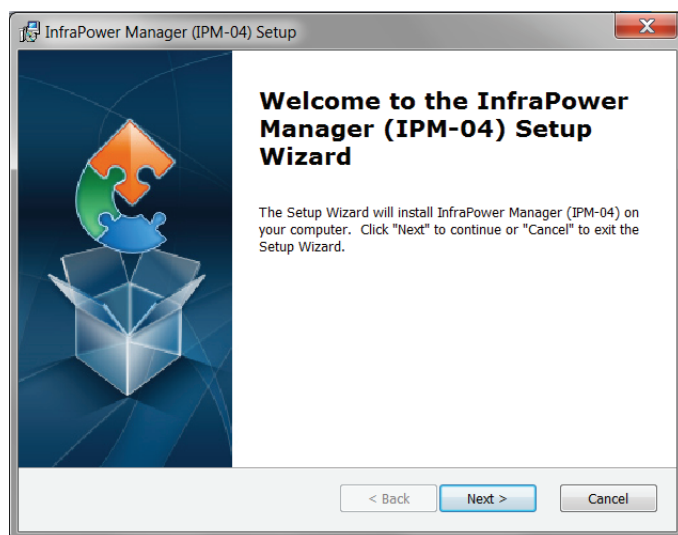 InfraPower Manager (IPM-04) Setup
Welcome to the InfraPower
Manager (IPM-04) Setup
Wizard
The Setup Wizard will install InfraPower Manager (IPM-04) on
your computer. Click "Next" to continue or "Cancel" to exit the
Setup Wizard.
< Back Next > Cancel